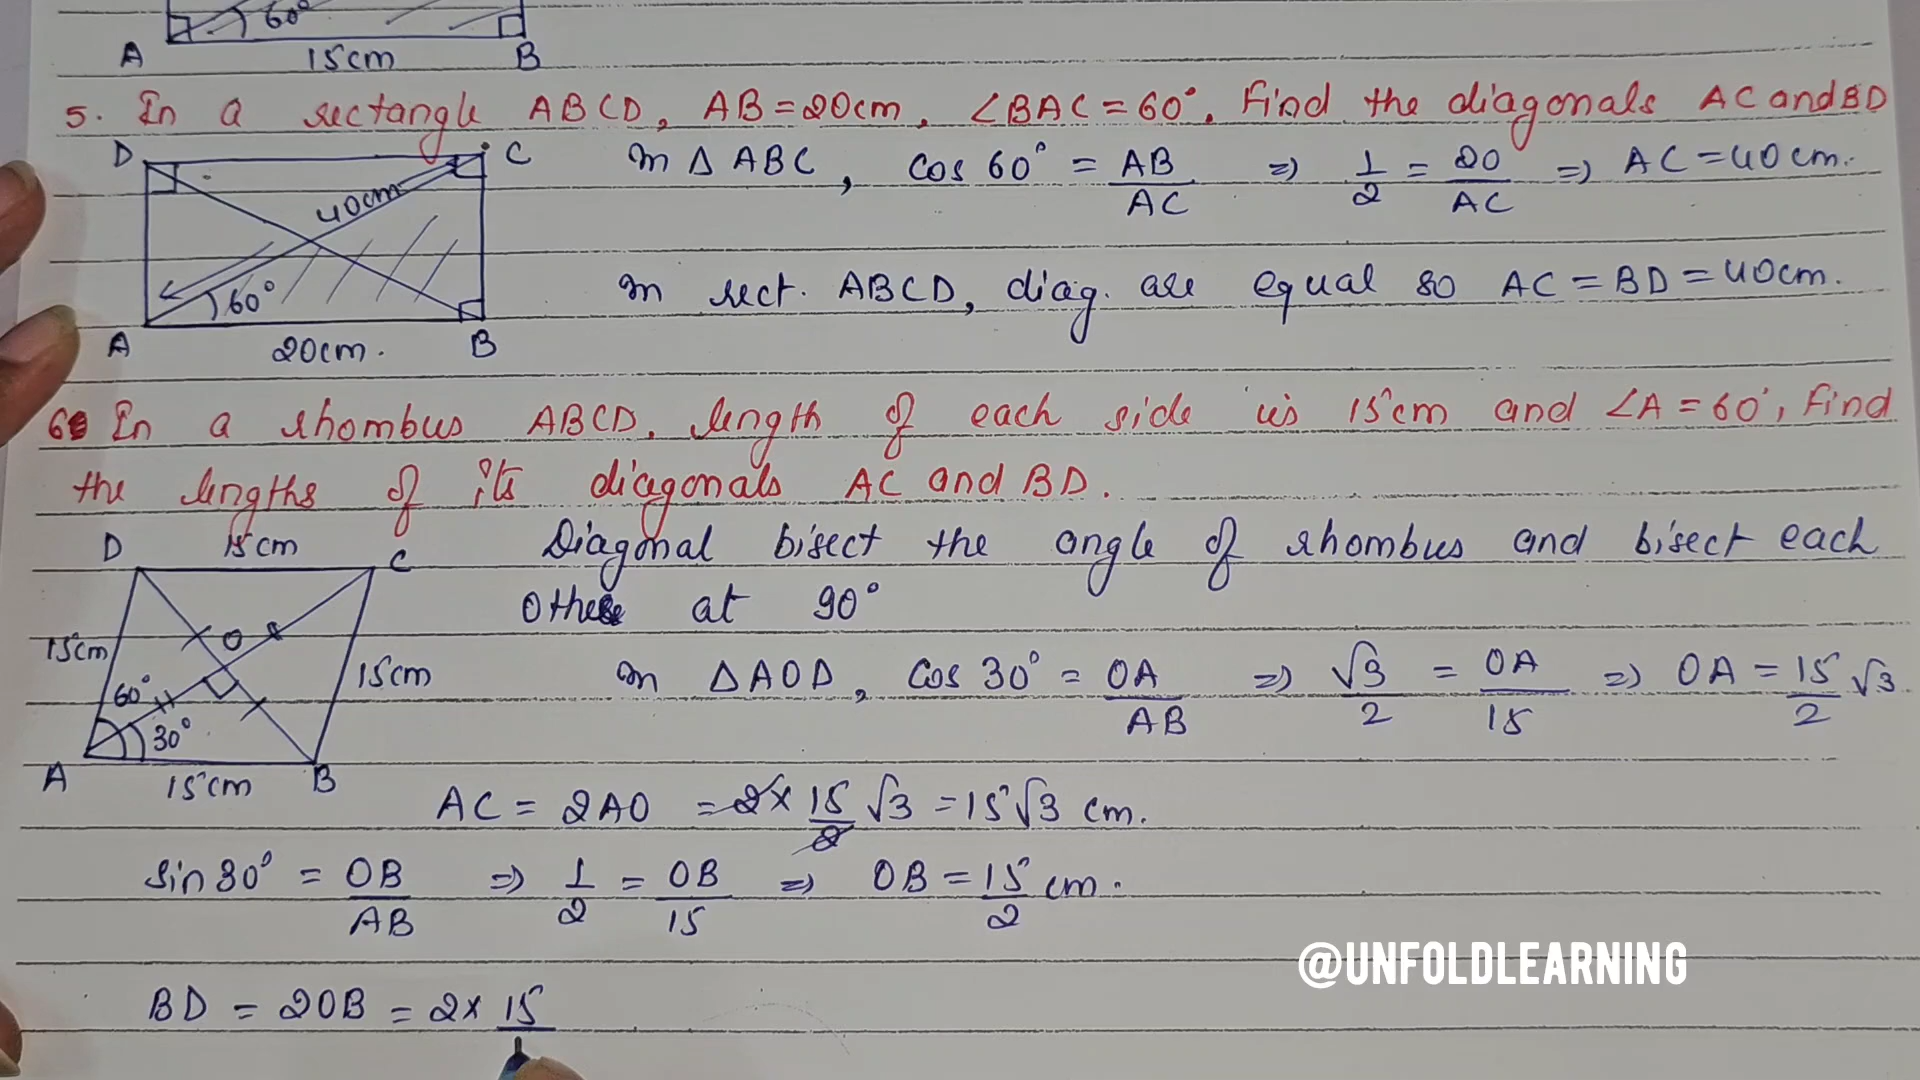 60°
A 15cm B
5. In a rectangle ABCD, AB=20cm, ∠BAC=60°. Find the diagonals AC and BD
D C
In △ ABC, Cos 60° = AB/AC ⇒ 1/2 = 20/AC ⇒ AC=40cm.
40cm
60°
In rect. ABCD, diag. are equal so AC=BD=40cm.
A 20cm. B
6 In a rhombus ABCD, length of each side is 15cm and ∠A=60°, Find
the lengths of its diagonals AC and BD.
D 15cm C
Diagonal bisect the angle of rhombus and bisect each
Other at 90°
15cm O 15cm
60°
30°
In △AOD, Cos 30° = OA/AB ⇒ √3/2 = OA/15 ⇒ OA = 15/2 √3
A 15cm B
AC = 2AO = 2× 15/2 √3 = 15√3 cm.
Sin 30° = OB/AB ⇒ 1/2 = OB/15 ⇒ OB = 15/2 cm.
@UNFOLDLEARNING
BD = 2OB = 2× 15